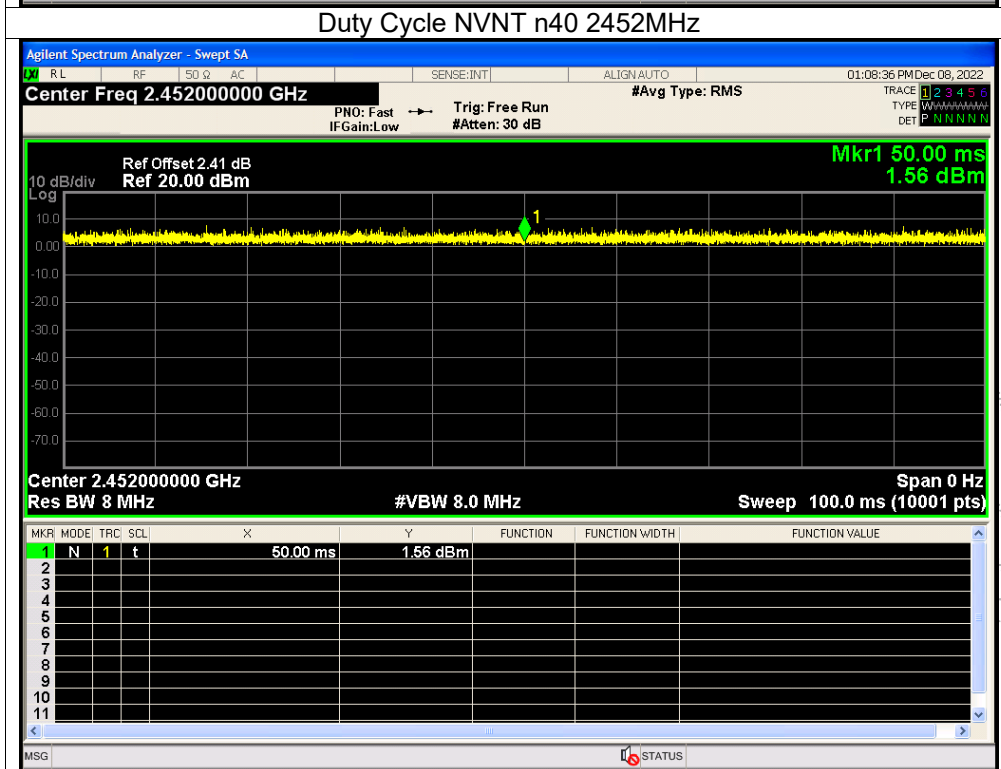 Duty Cycle NVNT n40 2452MHz
Agilent Spectrum Analyzer - Swept SA
LXI RL RF 50 Ω AC SENSE:INT ALIGN AUTO 01:08:36 PM Dec 08, 2022
Center Freq 2.452000000 GHz #Avg Type: RMS TRACE 1 2 3 4 5 6
PNO: Fast Trig: Free Run TYPE WWWWWW
IFGain:Low #Atten: 30 dB DET P N N N N N
Mkr1 50.00 ms
Ref Offset 2.41 dB
10 dB/div Ref 20.00 dBm 1.56 dBm
Log
10.0
1
0.00
-10.0
-20.0
-30.0
-40.0
-50.0
-60.0
-70.0
Center 2.452000000 GHz Span 0 Hz
Res BW 8 MHz #VBW 8.0 MHz Sweep 100.0 ms (10001 pts)
MKR MODE TRC SCL X Y FUNCTION FUNCTION WIDTH FUNCTION VALUE
1 N 1 t 50.00 ms 1.56 dBm
2
3
4
5
6
7
8
9
10
11
MSG STATUS